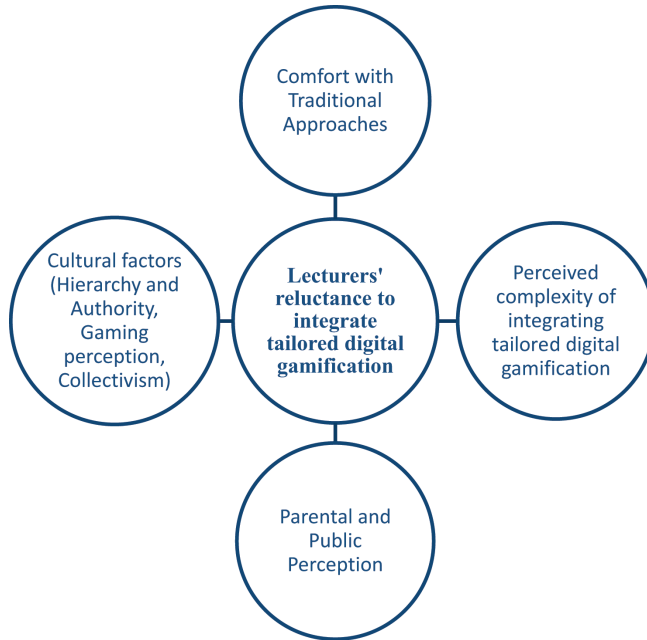 Comfort with
Traditional
Approaches
Cultural factors
(Hierarchy and
Authority,
Gaming
perception,
Collectivism)
Lecturers'
reluctance to
integrate
tailored digital
gamification
Perceived
complexity of
integrating
tailored digital
gamification
Parental and
Public
Perception